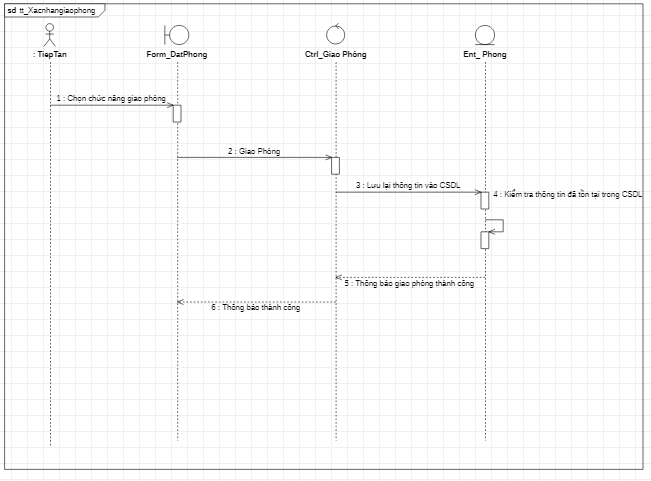 sd tt_Xacnhangiaophong
: TiepTan
Form_DatPhong
Ctrl_Giao Phòng
Ent_ Phong
1 : Chọn chức năng giao phòng
2 : Giao Phòng
3 : Lưu lại thông tin vào CSDL
4 : Kiểm tra thông tin đã tồn tại trong CSDL
5 : Thông báo giao phòng thành công
6 : Thông báo thành công